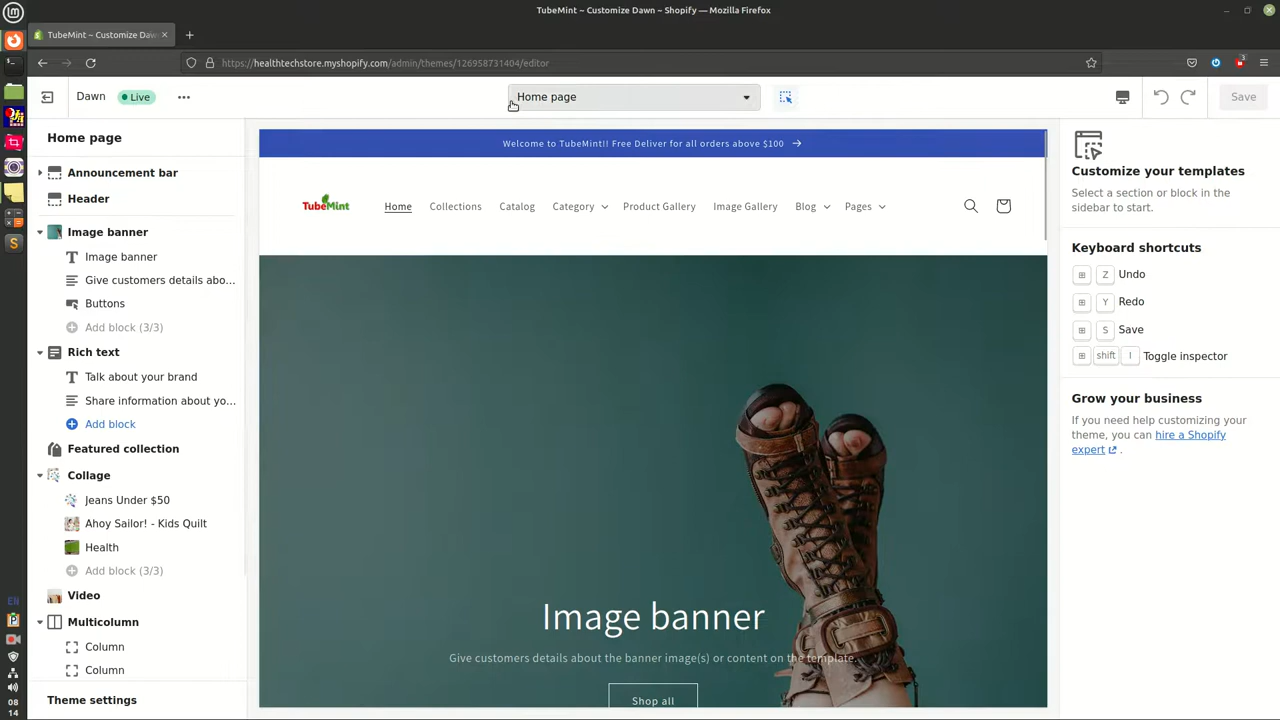 TubeMint ~ Customize Dawn ~ Shopify — Mozilla Firefox
TubeMint ~ Customize Daw
https://healthtechstore.myshopify.com/admin/themes/126958731404/editor
3
Dawn
Live
Home page
Save
Home page
Announcement bar
Header
Image banner
Image banner
Give customers details abo...
Buttons
Add block (3/3)
Rich text
Talk about your brand
Share information about yo...
Add block
Featured collection
Collage
Jeans Under $50
Ahoy Sailor! - Kids Quilt
Health
Add block (3/3)
Video
Multicolumn
Column
Column
Theme settings
Welcome to TubeMint!! Free Deliver for all orders above $100
TubeMint
Home
Collections
Catalog
Category
Product Gallery
Image Gallery
Blog
Pages
Image banner
Give customers details about the banner image(s) or content on the template.
Shop all
Customize your templates
Select a section or block in the
sidebar to start.
Keyboard shortcuts
Z Undo
Y Redo
S Save
shift I Toggle inspector
Grow your business
If you need help customizing your
theme, you can hire a Shopify
expert .
EN
08
14